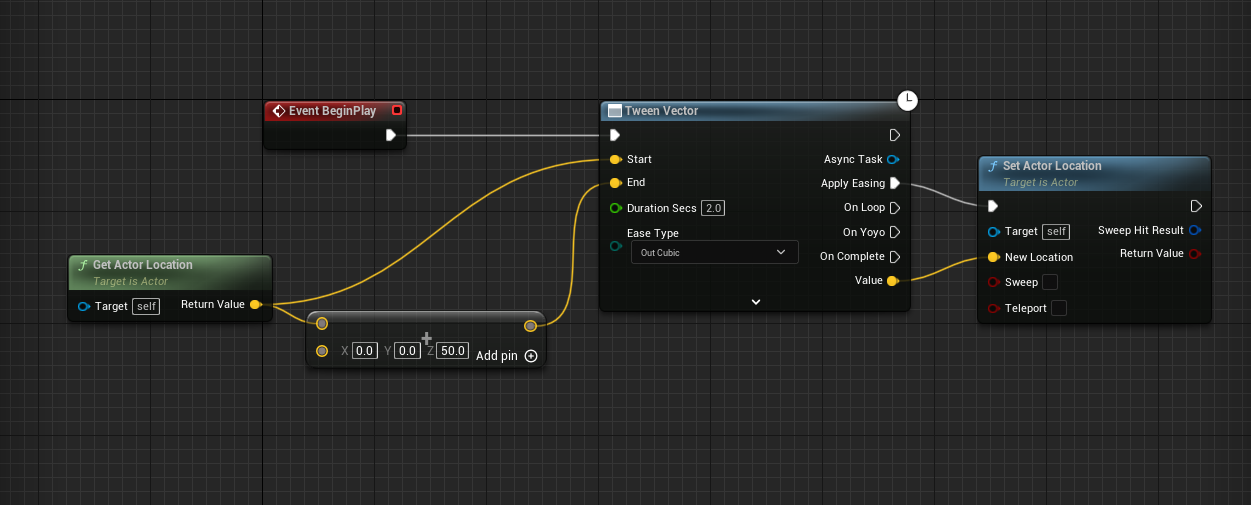 Event BeginPlay
Tween Vector
Start
End
Duration Secs 2.0
Ease Type
Out Cubic
Async Task
Apply Easing
On Loop
On Yoyo
On Complete
Value
Set Actor Location
Target is Actor
Target self
New Location
Sweep
Teleport
Sweep Hit Result
Return Value
Get Actor Location
Target is Actor
Target self
Return Value
X 0.0 Y 0.0 Z 50.0
Add pin